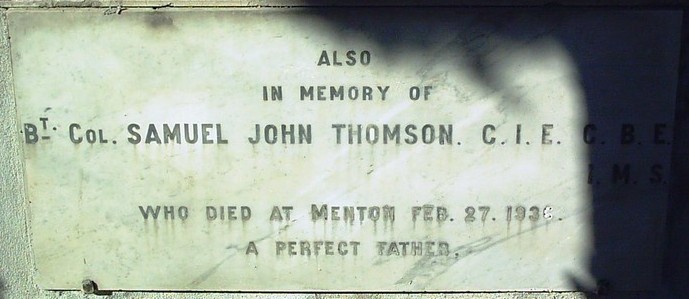 ALSO
IN MEMORY OF
BT. COL. SAMUEL JOHN THOMSON. C. I. E. C. B. E.
I. M. S.
WHO DIED AT MENTON FEB. 27. 1936.
A PERFECT FATHER.